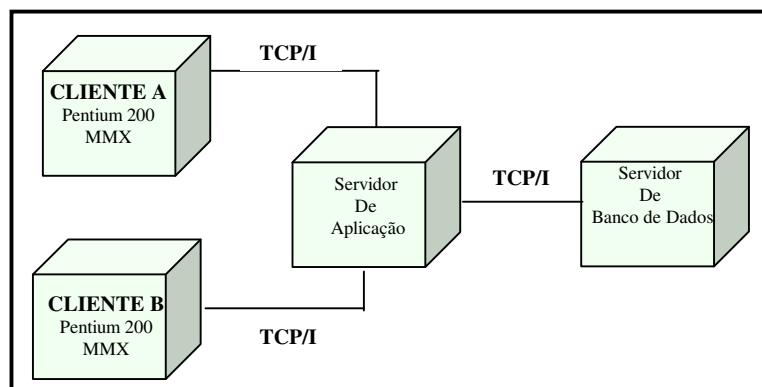 TCP/I
CLIENTE A
Pentium 200
MMX
Servidor
De
Aplicação
TCP/I
Servidor
De
Banco de Dados
CLIENTE B
Pentium 200
MMX
TCP/I